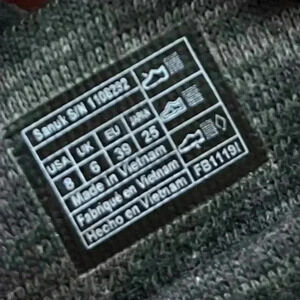 Sanuk S/N 1108292
USA UK EU JAPAN
8 6 39 25
Made in Vietnam
Fabriqué en Vietnam
Hecho en Vietnam FB1119I